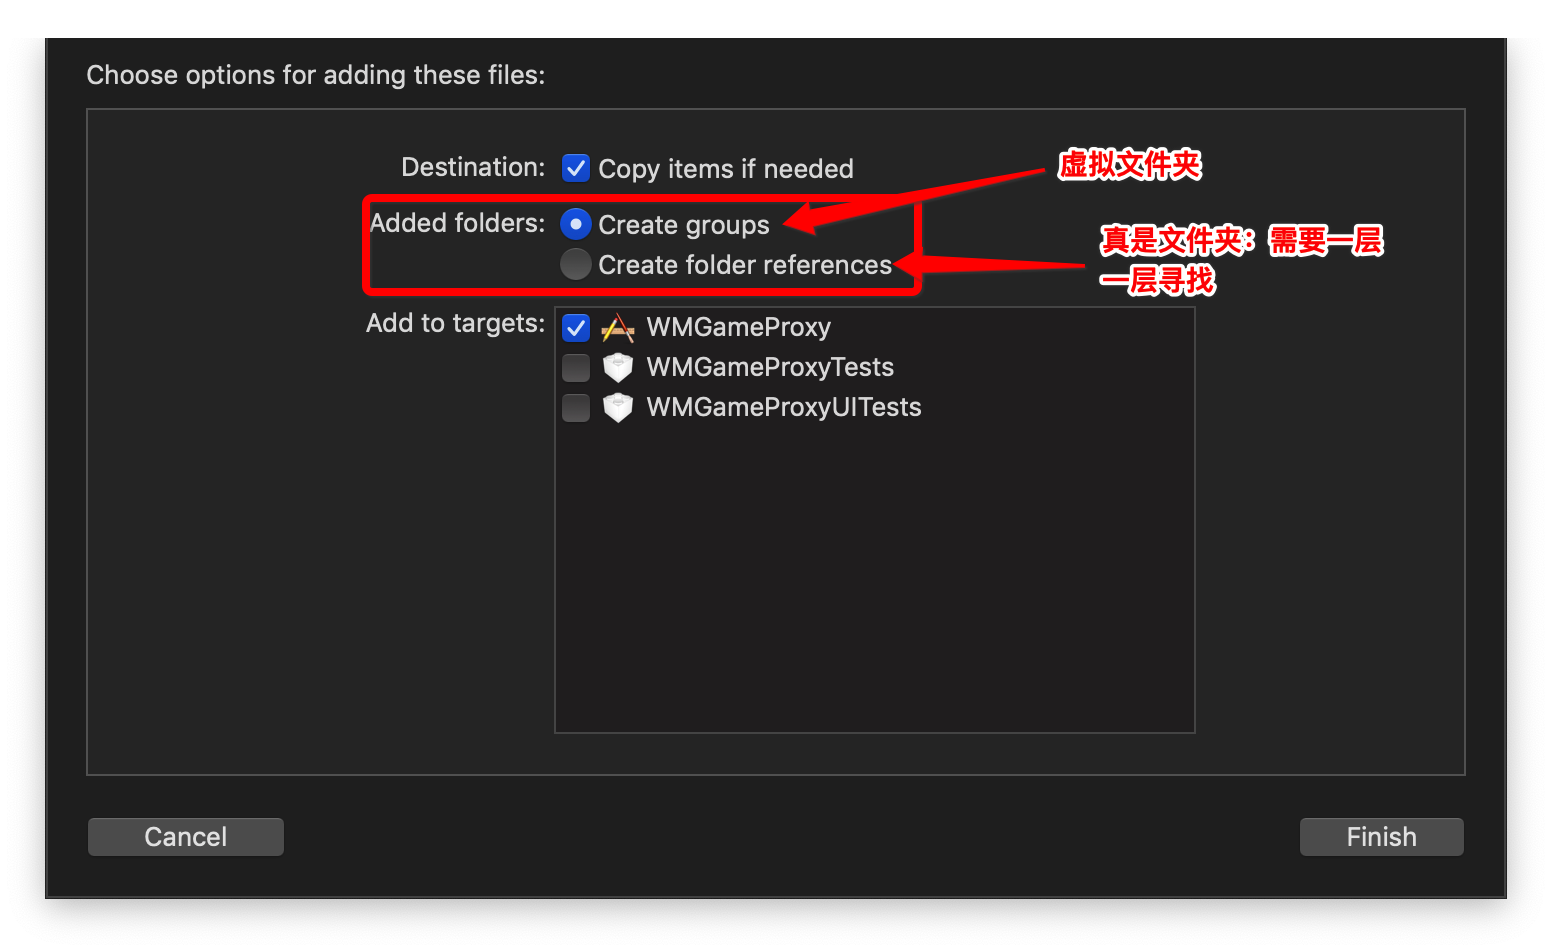 Choose options for adding these files:
Destination: Copy items if needed
虚拟文件夹
Added folders: Create groups
真是文件夹：需要一层
一层寻找
Create folder references
Add to targets: WMGameProxy
WMGameProxyTests
WMGameProxyUITests
Cancel
Finish